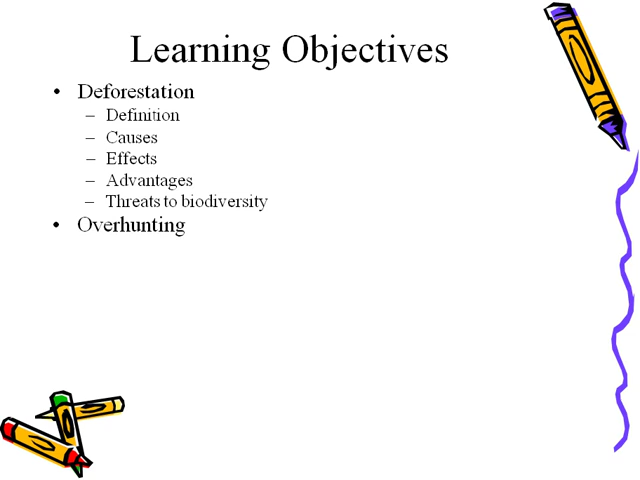 Learning Objectives
• Deforestation
– Definition
– Causes
– Effects
– Advantages
– Threats to biodiversity
• Overhunting